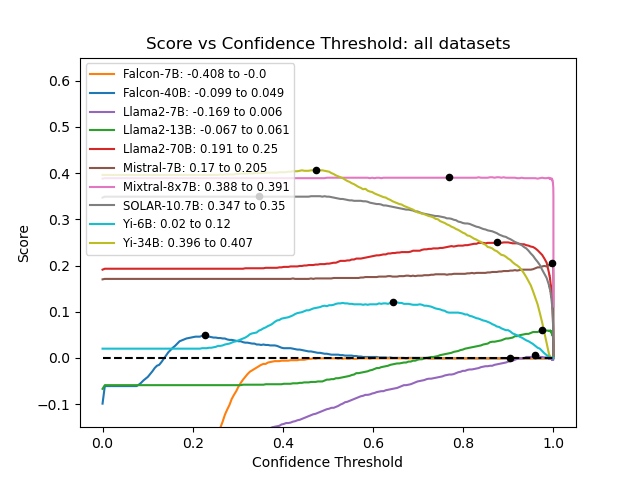 Score vs Confidence Threshold: all datasets
Falcon-7B: -0.408 to -0.0
Falcon-40B: -0.099 to 0.049
Llama2-7B: -0.169 to 0.006
Llama2-13B: -0.067 to 0.061
Llama2-70B: 0.191 to 0.25
Mistral-7B: 0.17 to 0.205
Mixtral-8x7B: 0.388 to 0.391
SOLAR-10.7B: 0.347 to 0.35
Yi-6B: 0.02 to 0.12
Yi-34B: 0.396 to 0.407
Score
0.6
0.5
0.4
0.3
0.2
0.1
0.0
−0.1
0.0 0.2 0.4 0.6 0.8 1.0
Confidence Threshold